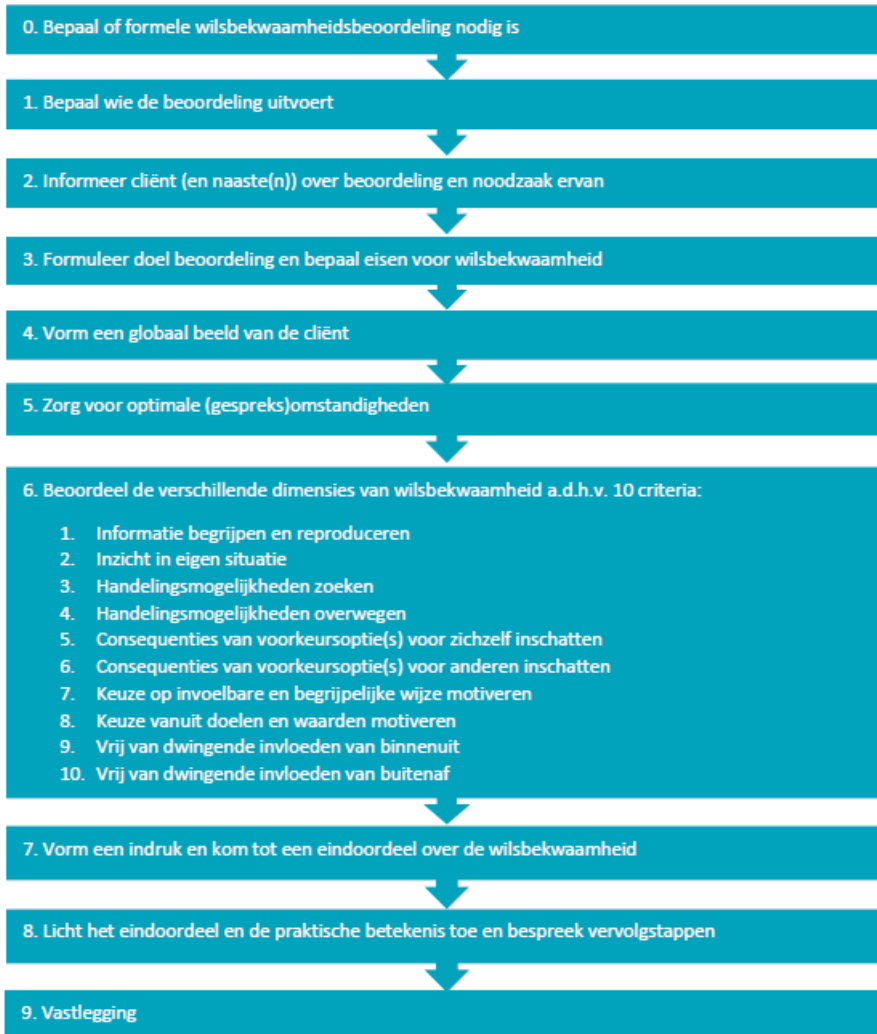 0. Bepaal of formele wilsbekwaamheidsbeoordeling nodig is
1. Bepaal wie de beoordeling uitvoert
2. Informeer cliënt (en naaste(n)) over beoordeling en noodzaak ervan
3. Formuleer doel beoordeling en bepaal eisen voor wilsbekwaamheid
4. Vorm een globaal beeld van de cliënt
5. Zorg voor optimale (gespreks)omstandigheden
6. Beoordeel de verschillende dimensies van wilsbekwaamheid a.d.h.v. 10 criteria:
1. Informatie begrijpen en reproduceren
2. Inzicht in eigen situatie
3. Handelingsmogelijkheden zoeken
4. Handelingsmogelijkheden overwegen
5. Consequenties van voorkeursoptie(s) voor zichzelf inschatten
6. Consequenties van voorkeursoptie(s) voor anderen inschatten
7. Keuze op invoelbare en begrijpelijke wijze motiveren
8. Keuze vanuit doelen en waarden motiveren
9. Vrij van dwingende invloeden van binnenuit
10. Vrij van dwingende invloeden van buitenaf
7. Vorm een indruk en kom tot een eindoordeel over de wilsbekwaamheid
8. Licht het eindoordeel en de praktische betekenis toe en bespreek vervolgstappen
9. Vastlegging